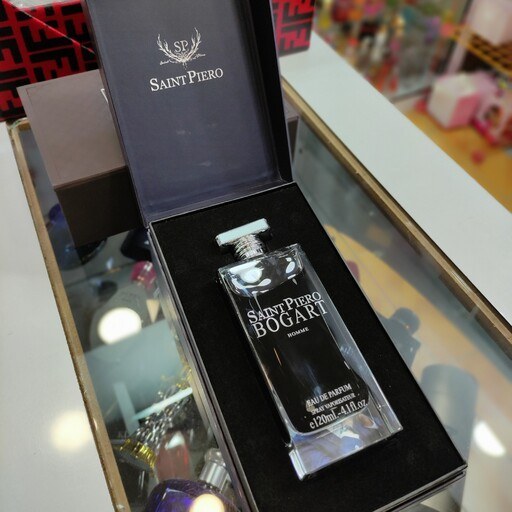 SP
SAINT PIERO
SAINT PIERO
BOGART
HOMME
EAU DE PARFUM
SPRAY VAPORISATEUR
e120mL-4.1fl.oz